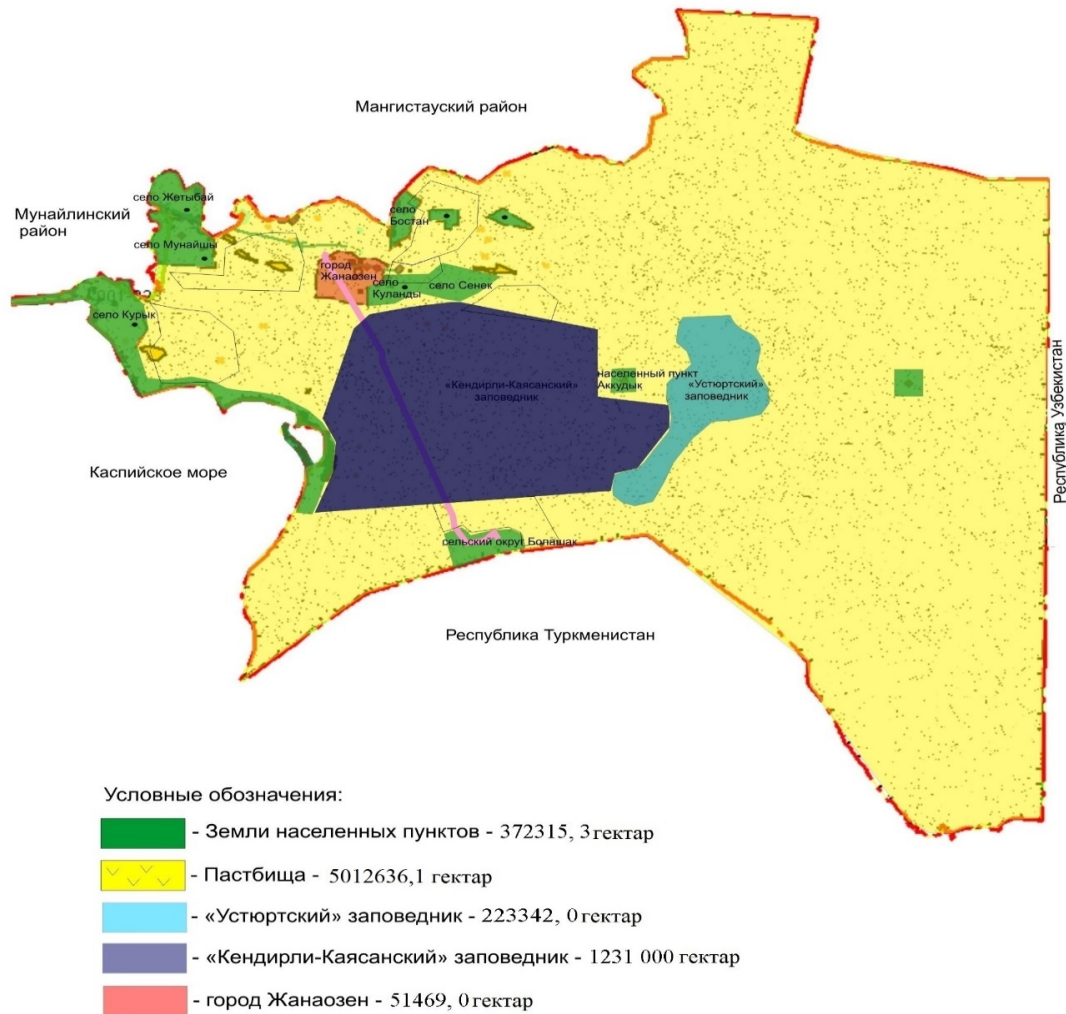 Мангистауский район
село Жетыбай
Мунайлинский
район
село
Бостан
село Мунайшы
город
Жанаозен
село
Куланды
село Сенек
село Курык
населенный пункт
Аккудык
«Кендирли-Каясанский»
заповедник
«Устюртский»
заповедник
Республика Узбекистан
Каспийское море
сельский округ Болашак
Республика Туркменистан
Условные обозначения:
- Земли населенных пунктов - 372315, 3 гектар
- Пастбища - 5012636,1 гектар
- «Устюртский» заповедник - 223342, 0 гектар
- «Кендирли-Каясанский» заповедник - 1231 000 гектар
- город Жанаозен - 51469, 0 гектар